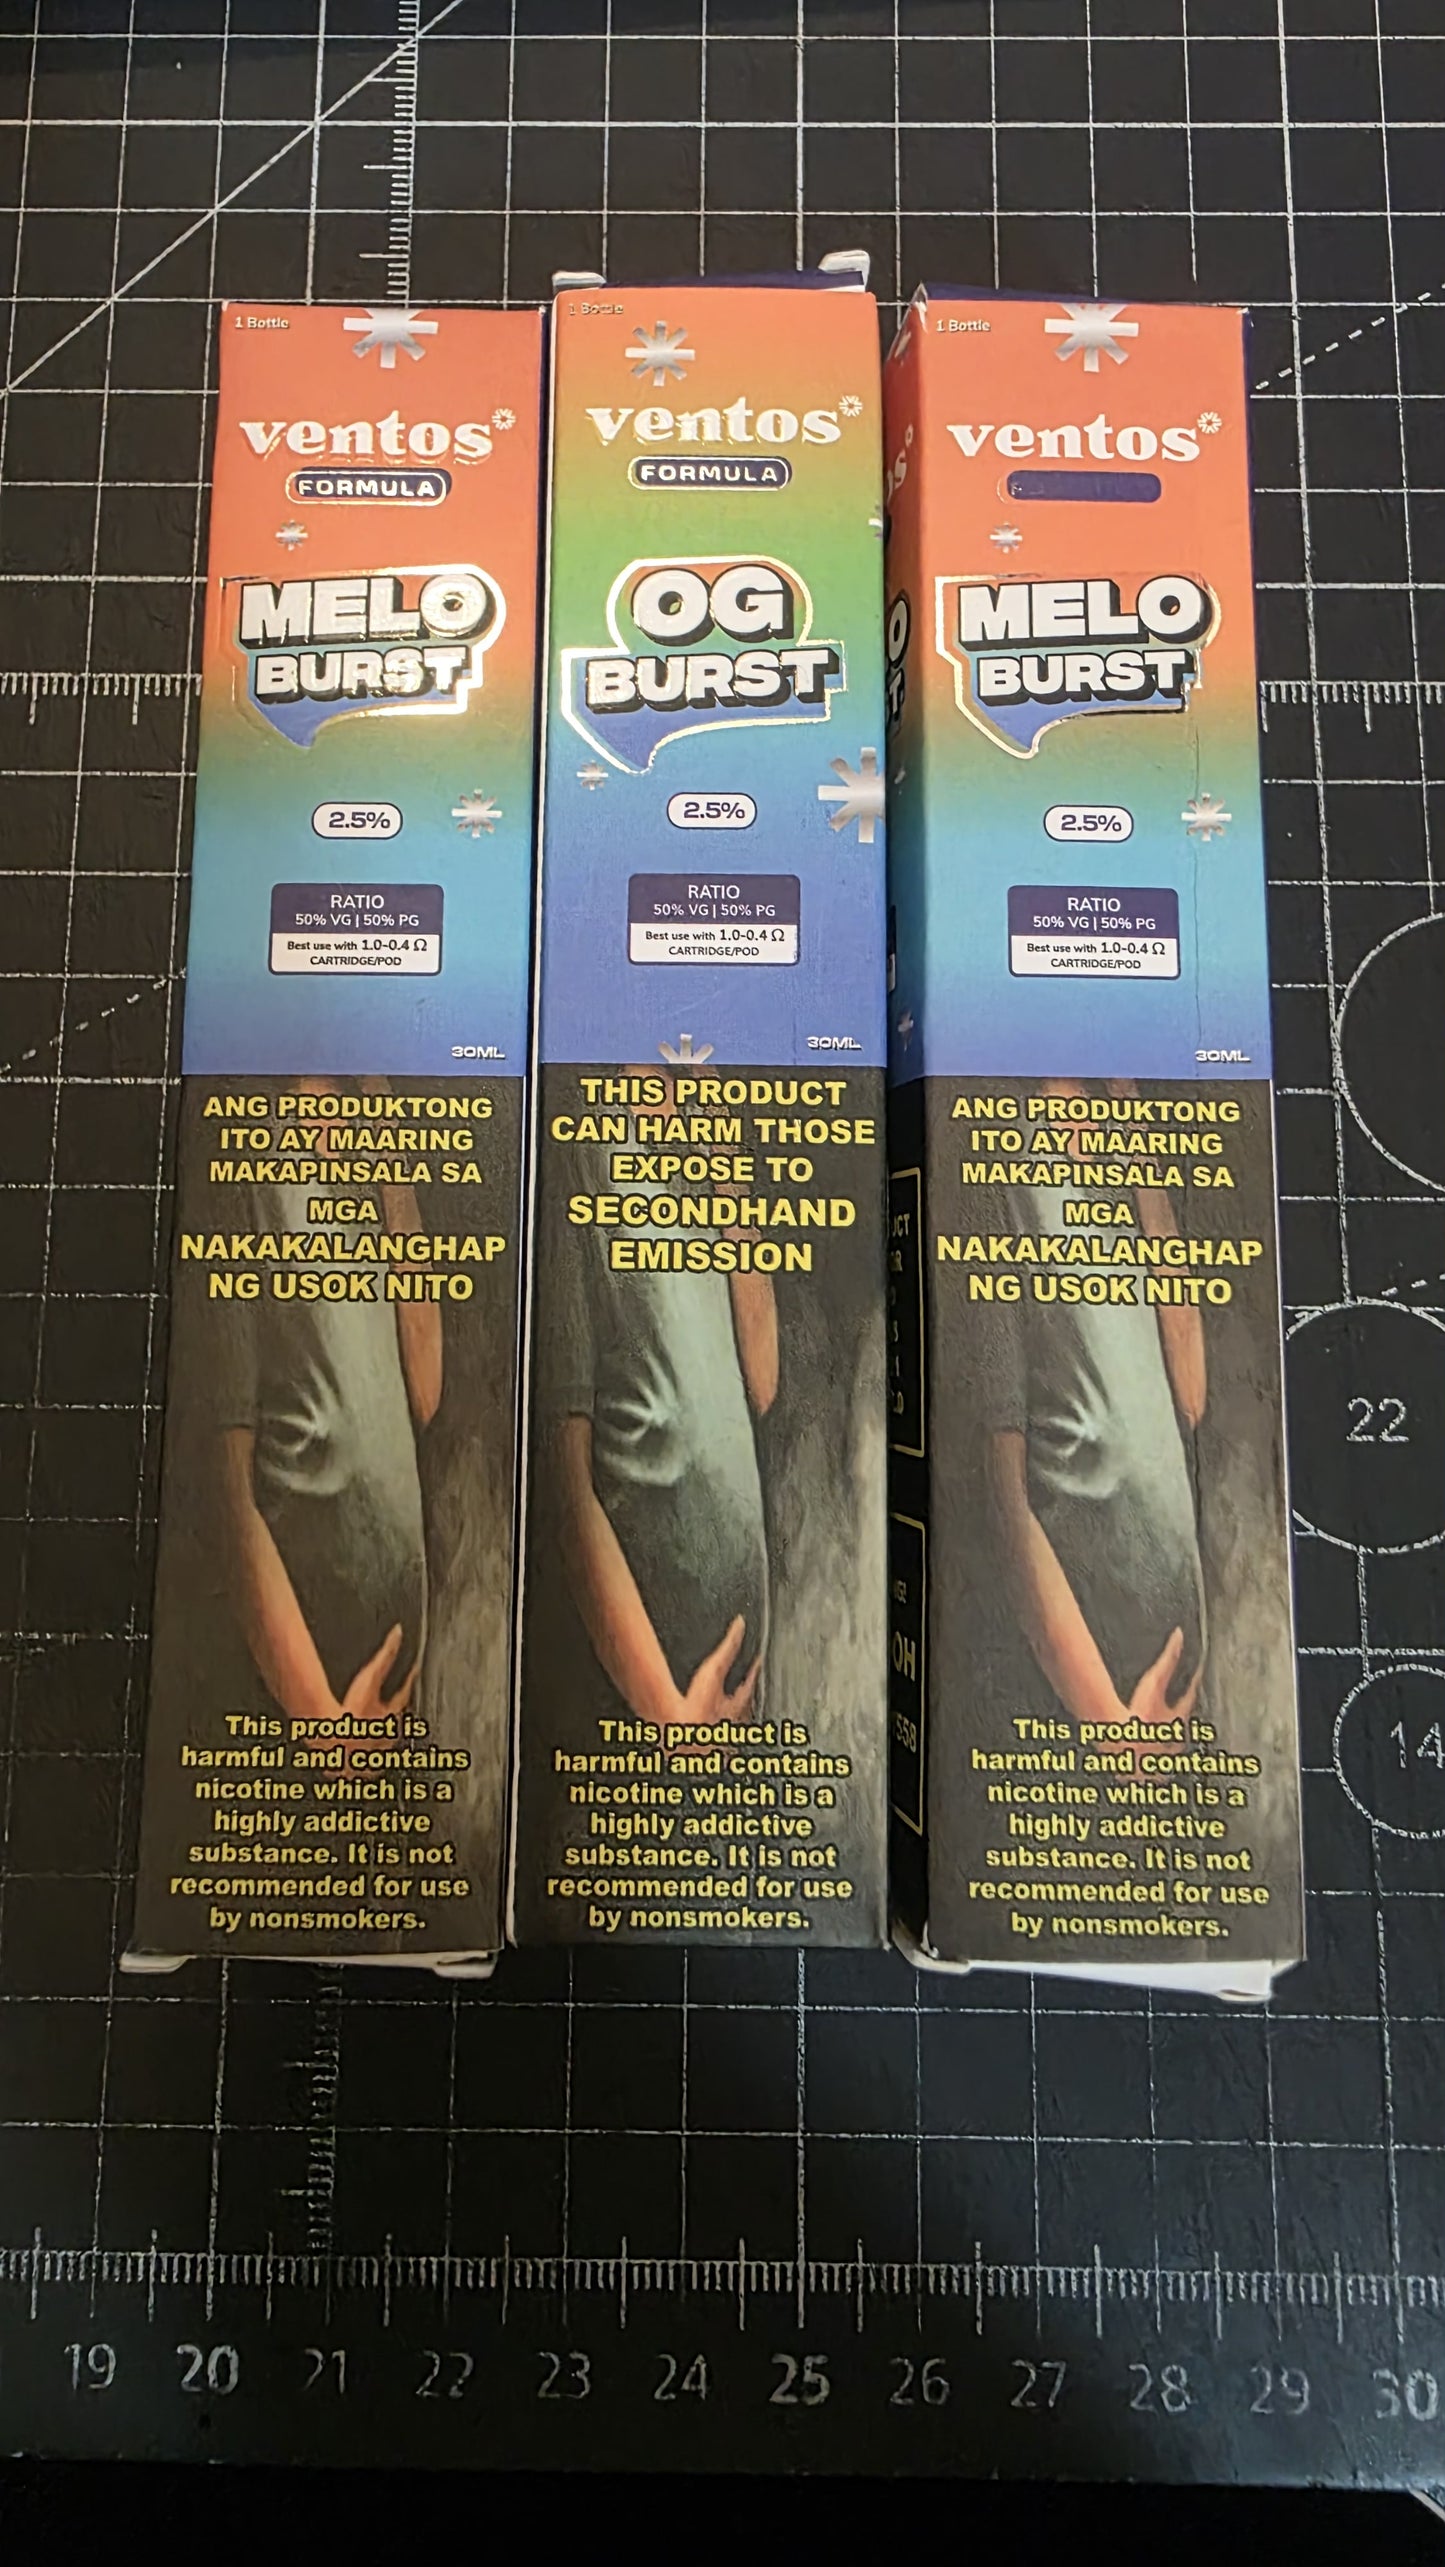 1 Bottle
ventos
FORMULA
MELO
BURST
2.5%
RATIO
50% VG | 50% PG
Best use with 1.0-0.4 Ω
CARTRIDGE/POD
30ML
ANG PRODUKTONG
ITO AY MAARING
MAKAPINSALA SA
MGA
NAKAKALANGHAP
NG USOK NITO
This product is
harmful and contains
nicotine which is a
highly addictive
substance. It is not
recommended for use
by nonsmokers.
1 Bottle
ventos
FORMULA
OG
BURST
2.5%
RATIO
50% VG | 50% PG
Best use with 1.0-0.4 Ω
CARTRIDGE/POD
30ML
THIS PRODUCT
CAN HARM THOSE
EXPOSE TO
SECONDHAND
EMISSION
This product is
harmful and contains
nicotine which is a
highly addictive
substance. It is not
recommended for use
by nonsmokers.
1 Bottle
ventos
MELO
BURST
2.5%
RATIO
50% VG | 50% PG
Best use with 1.0-0.4 Ω
CARTRIDGE/POD
30ML
ANG PRODUKTONG
ITO AY MAARING
MAKAPINSALA SA
MGA
NAKAKALANGHAP
NG USOK NITO
This product is
harmful and contains
nicotine which is a
highly addictive
substance. It is not
recommended for use
by nonsmokers.
22
14
19 20 21 22 23 24 25 26 27 28 29 30